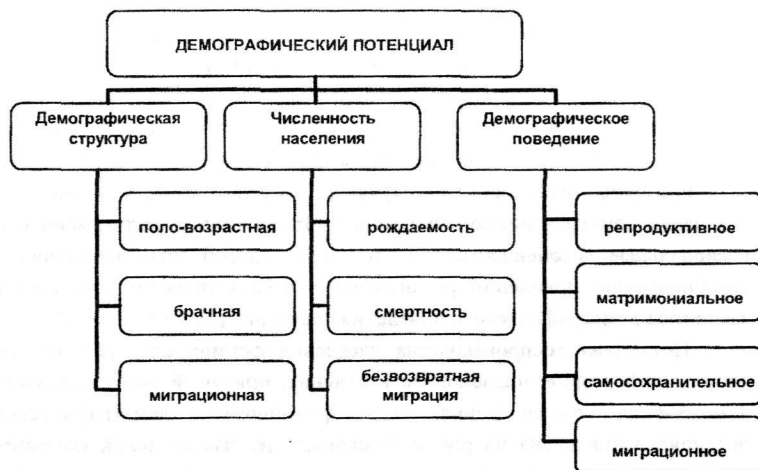 ДЕМОГРАФИЧЕСКИЙ ПОТЕНЦИАЛ
Демографическая
структура
Численность
населения
Демографическое
поведение
поло-возрастная
брачная
миграционная
рождаемость
смертность
безвозвратная
миграция
репродуктивное
матримониальное
самосохранительное
миграционное